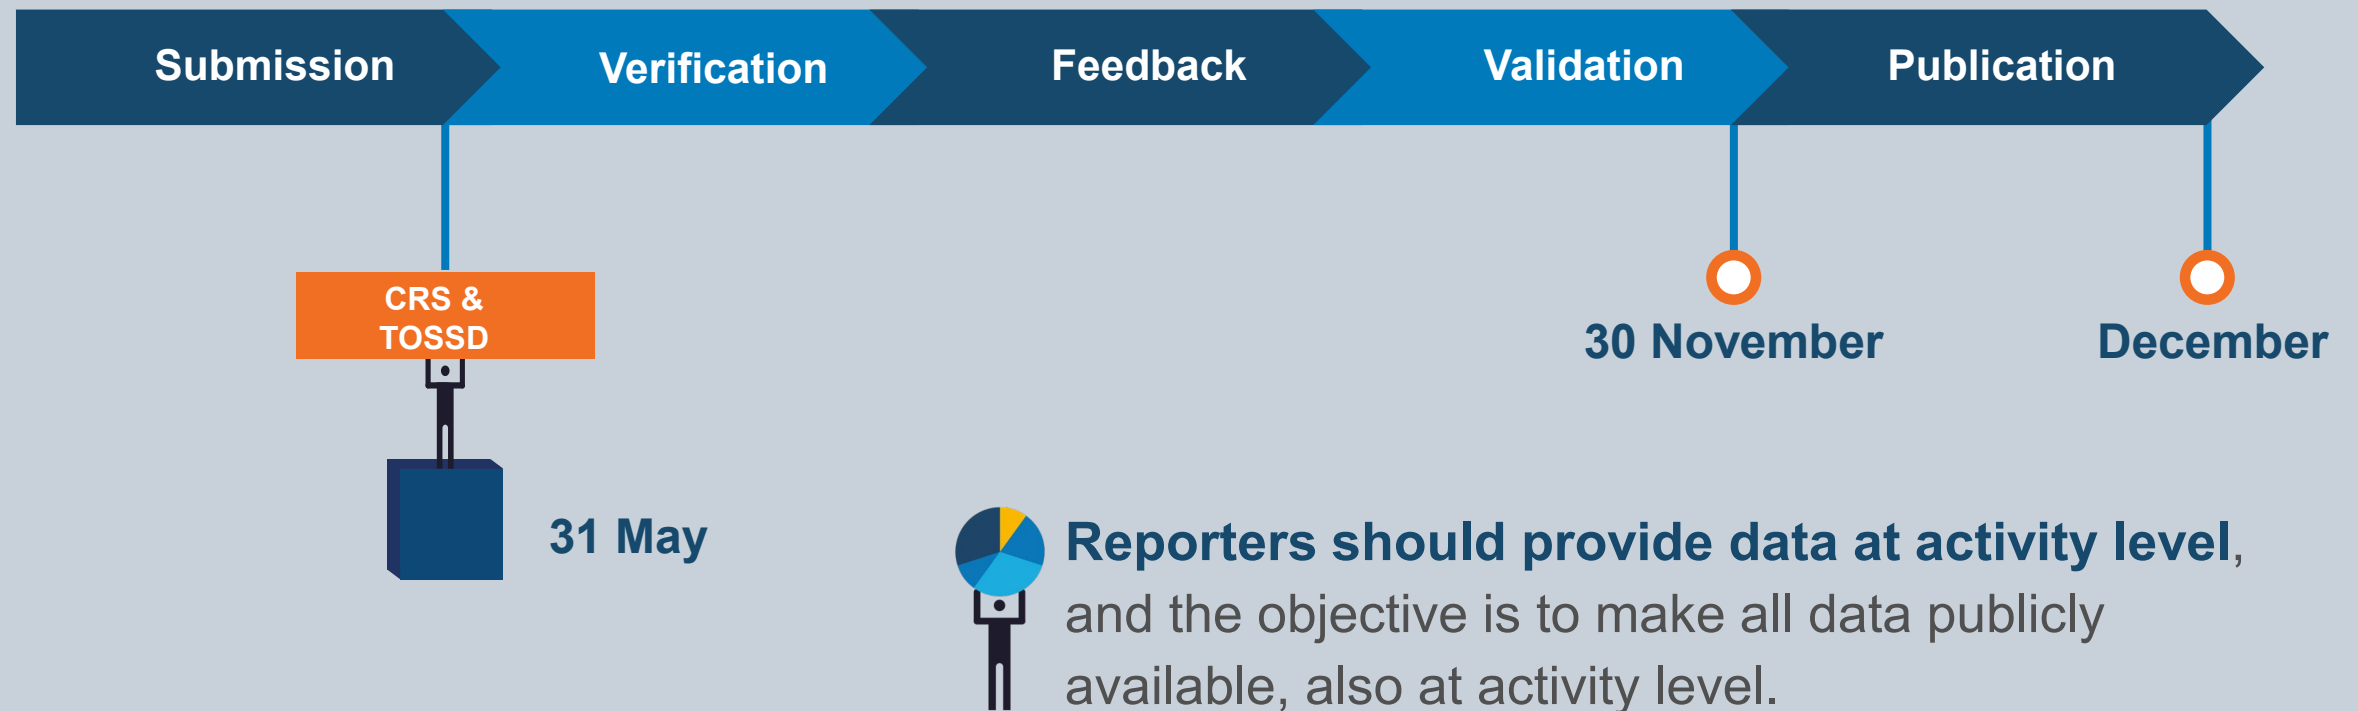 Submission
Verification
Feedback
Validation
Publication
CRS &
TOSSD
30 November
December
31 May
Reporters should provide data at activity level,
and the objective is to make all data publicly
available, also at activity level.